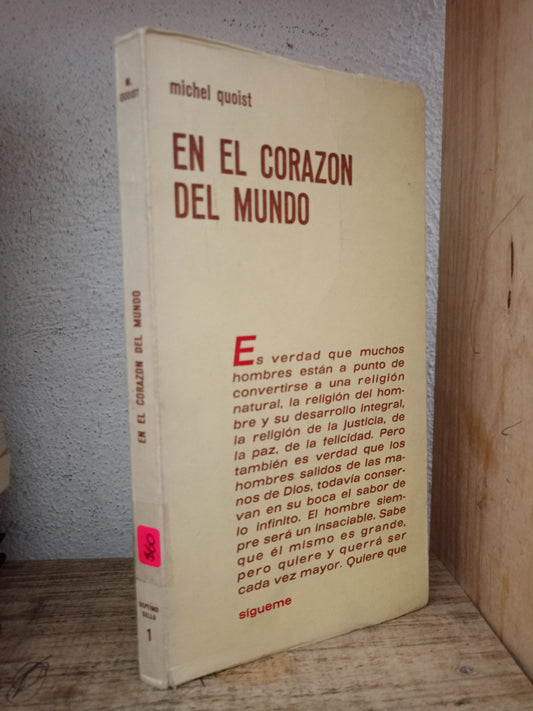 michel quoist
EN EL CORAZON
DEL MUNDO
Es verdad que muchos
hombres están a punto de
convertirse a una religión
natural, la religión del hom-
bre y su desarrollo integral,
la religión de la justicia, de
la paz, de la felicidad. Pero
también es verdad que los
hombres salidos de las ma-
nos de Dios, todavía conser-
van en su boca el sabor de
lo infinito. El hombre siem-
pre será un insaciable. Sabe
que él mismo es grande,
pero quiere y querrá ser
cada vez mayor. Quiere que
sigueme
M.
QUOIST
EN EL CORAZON DEL MUNDO
$60
SEPTIMO
SELLO
1